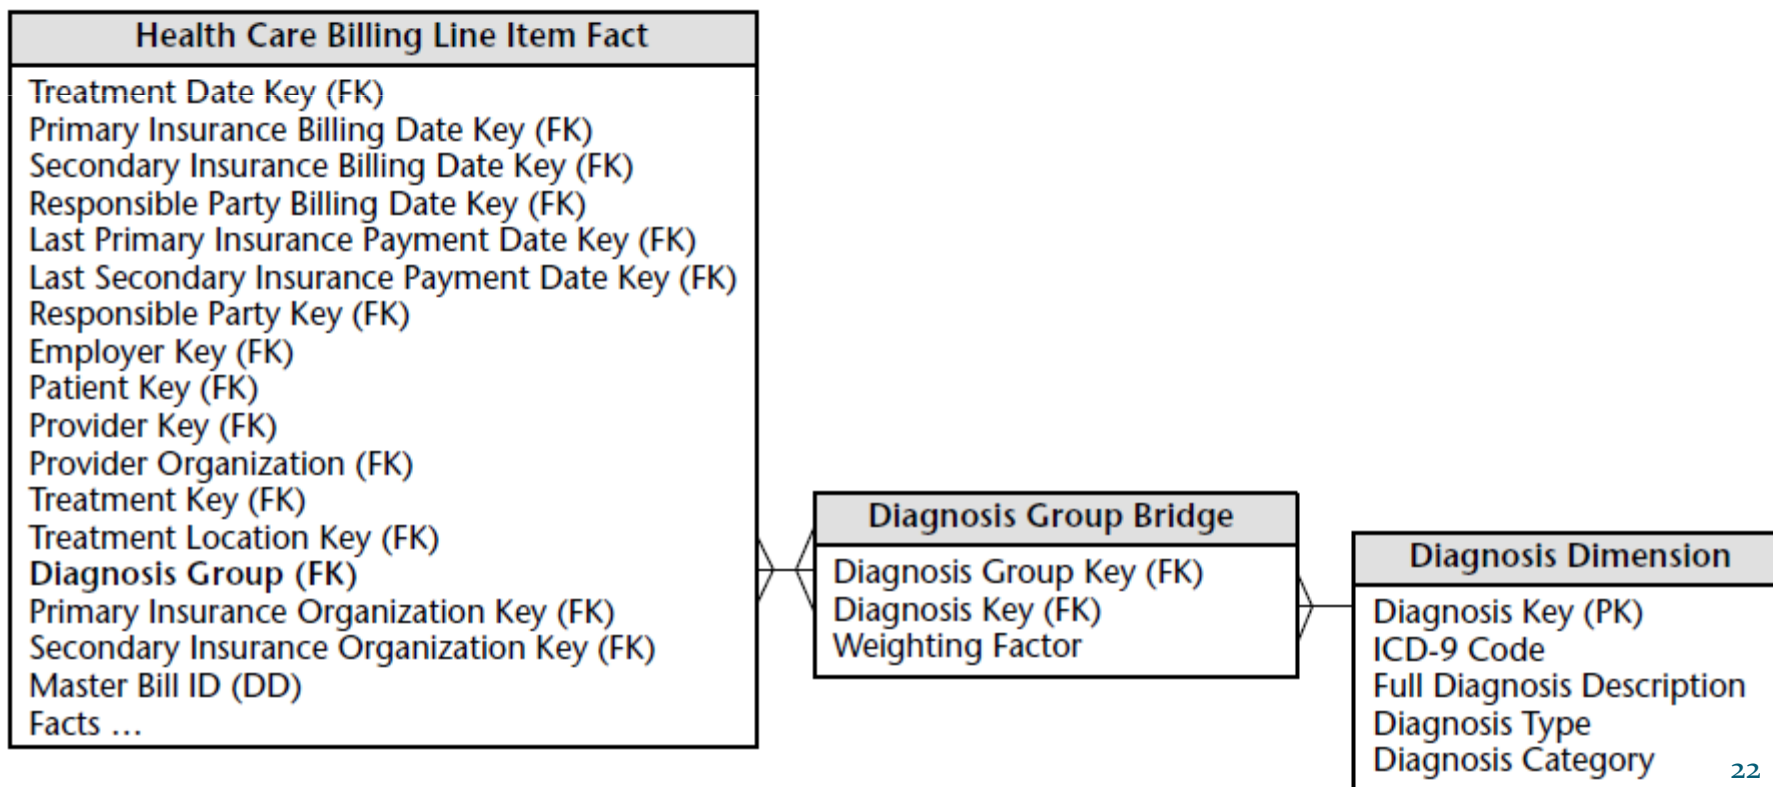 Health Care Billing Line Item Fact
Treatment Date Key (FK)
Primary Insurance Billing Date Key (FK)
Secondary Insurance Billing Date Key (FK)
Responsible Party Billing Date Key (FK)
Last Primary Insurance Payment Date Key (FK)
Last Secondary Insurance Payment Date Key (FK)
Responsible Party Key (FK)
Employer Key (FK)
Patient Key (FK)
Provider Key (FK)
Provider Organization (FK)
Treatment Key (FK)
Treatment Location Key (FK)
Diagnosis Group (FK)
Primary Insurance Organization Key (FK)
Secondary Insurance Organization Key (FK)
Master Bill ID (DD)
Facts …
Diagnosis Group Bridge
Diagnosis Group Key (FK)
Diagnosis Key (FK)
Weighting Factor
Diagnosis Dimension
Diagnosis Key (PK)
ICD-9 Code
Full Diagnosis Description
Diagnosis Type
Diagnosis Category
22